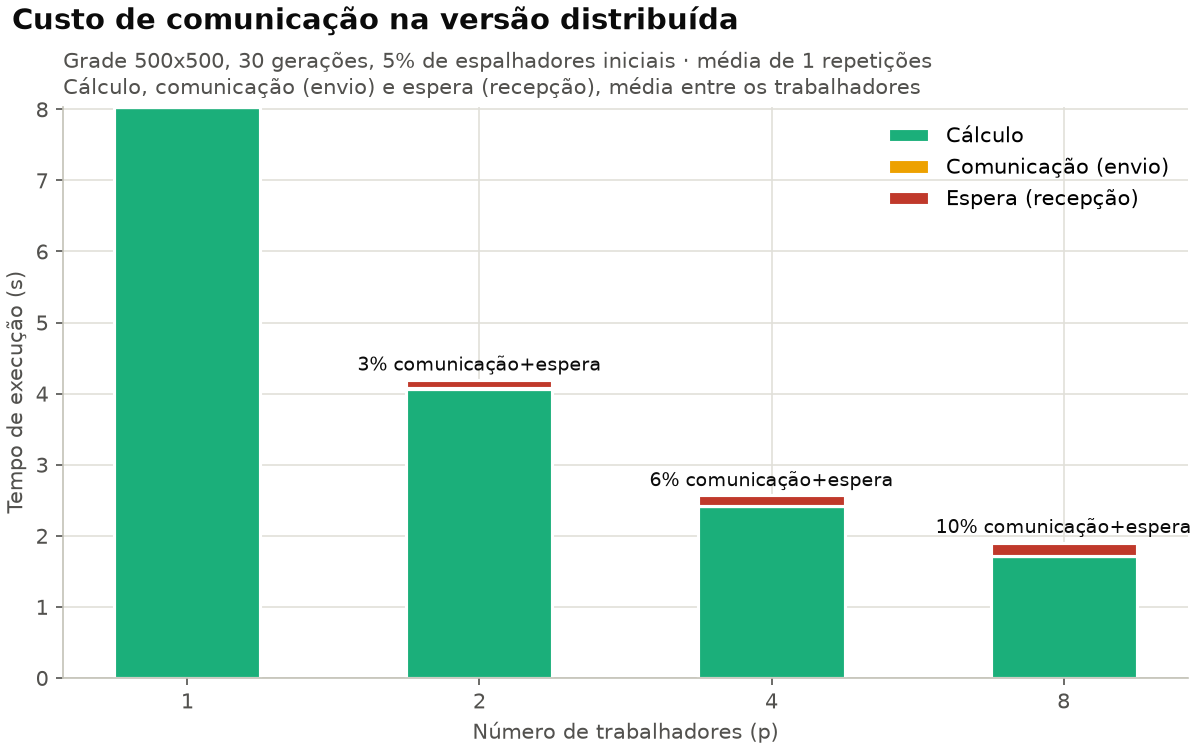 Custo de comunicação na versão distribuída
Grade 500x500, 30 gerações, 5% de espalhadores iniciais · média de 1 repetições
Cálculo, comunicação (envio) e espera (recepção), média entre os trabalhadores
8
7
6
5
4
3
2
1
0
Tempo de execução (s)
Cálculo
Comunicação (envio)
Espera (recepção)
3% comunicação+espera
6% comunicação+espera
10% comunicação+espera
1
2
4
8
Número de trabalhadores (p)